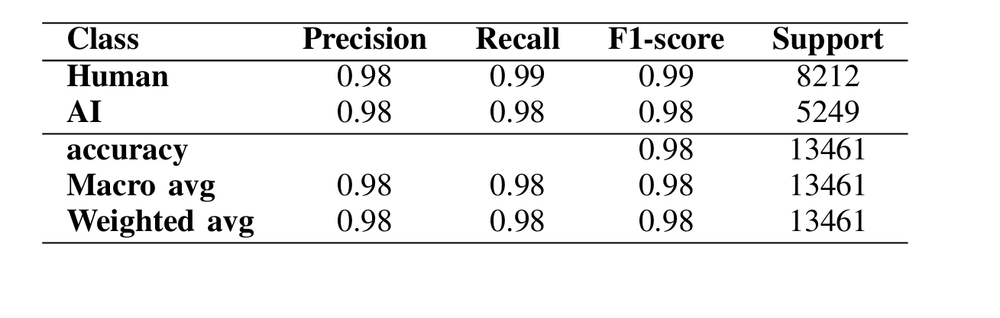 Class Precision Recall F1-score Support
Human 0.98 0.99 0.99 8212
AI 0.98 0.98 0.98 5249
accuracy 0.98 13461
Macro avg 0.98 0.98 0.98 13461
Weighted avg 0.98 0.98 0.98 13461